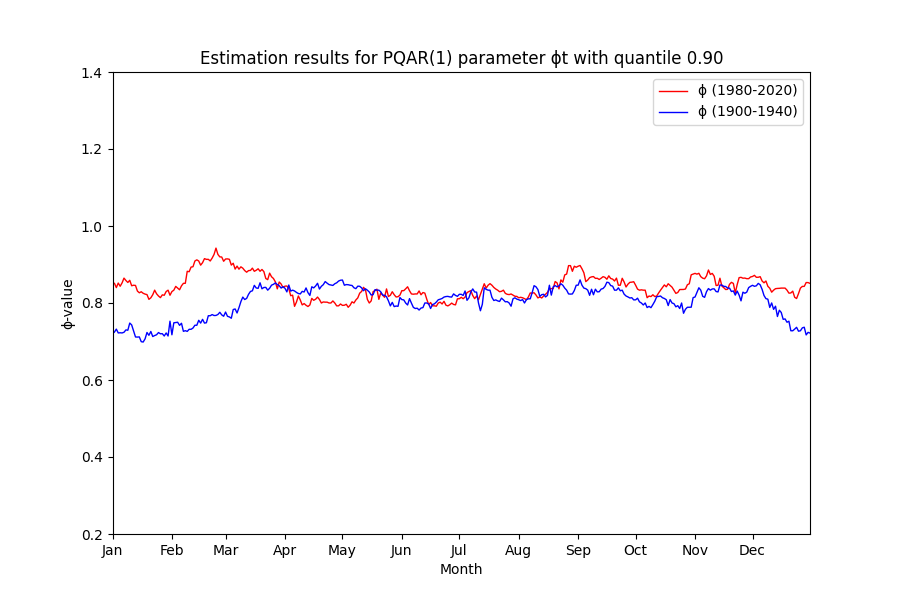 Estimation results for PQAR(1) parameter ϕt with quantile 0.90
ϕ (1980-2020)
ϕ (1900-1940)
1.4
1.2
1.0
0.8
0.6
0.4
0.2
ϕ-value
Jan Feb Mar Apr May Jun Jul Aug Sep Oct Nov Dec
Month